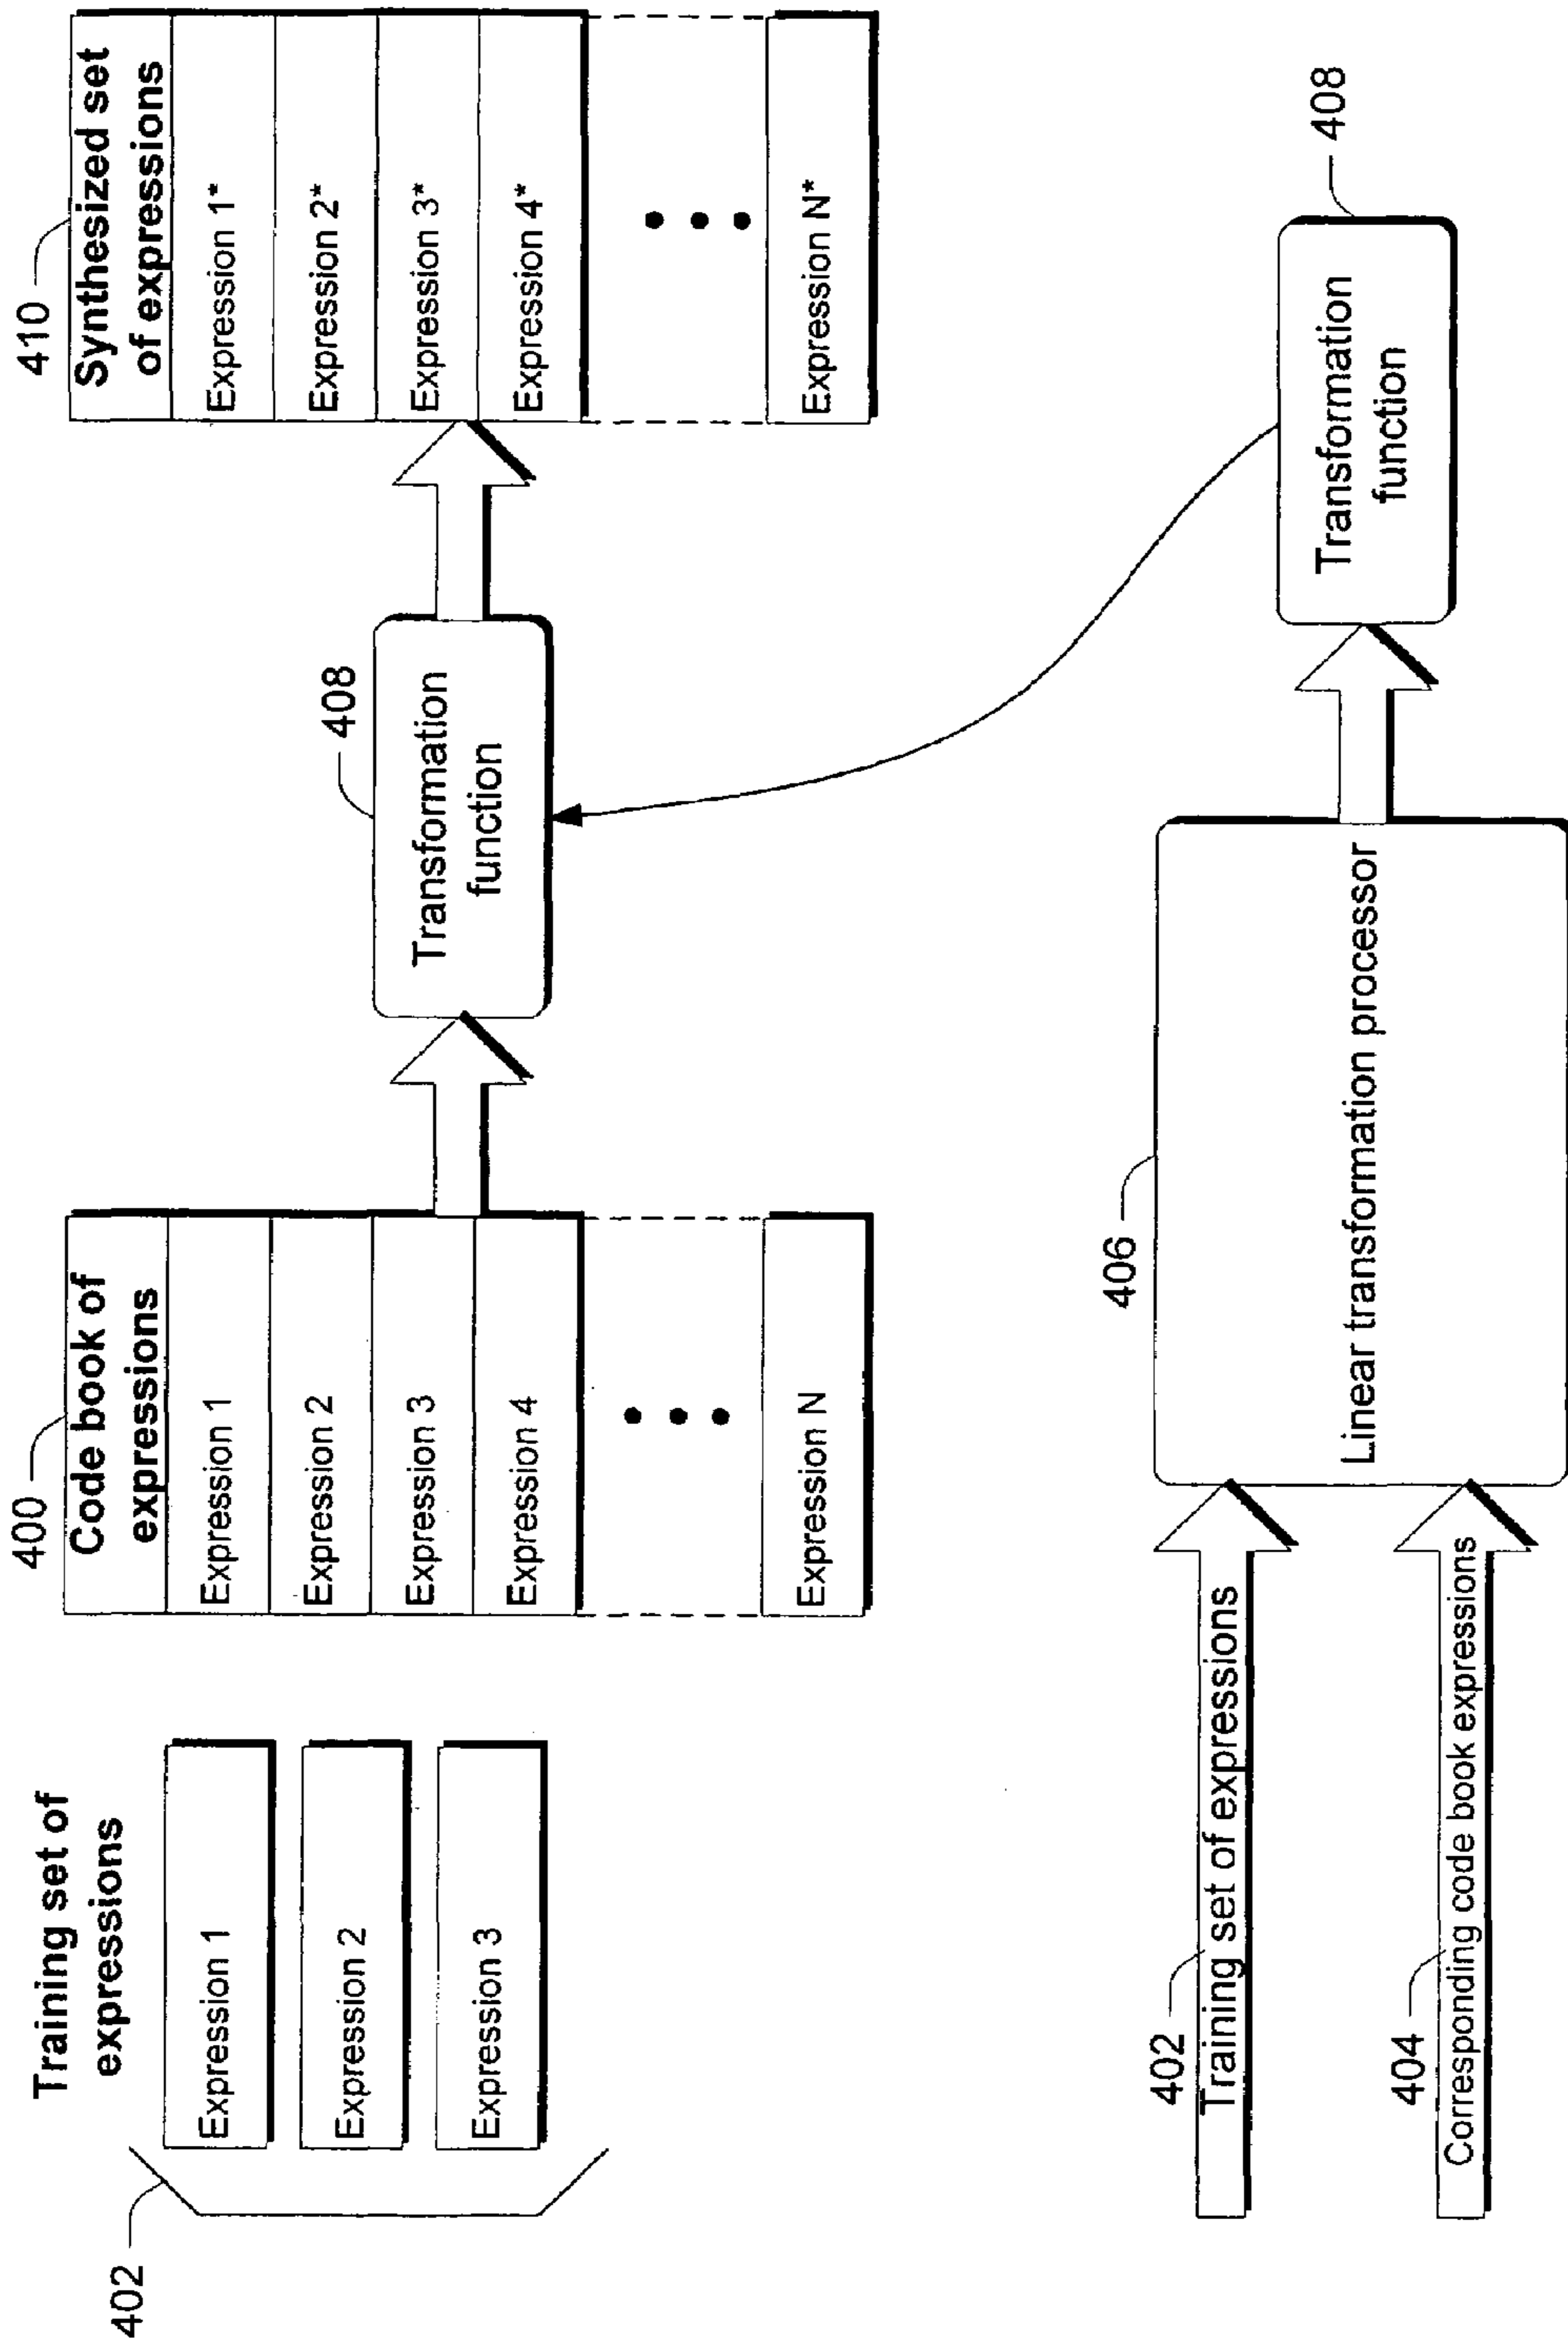 402
Training set of
expressions
Expression 1
Expression 2
Expression 3
400
Code book of
expressions
Expression 1
Expression 2
Expression 3
Expression 4
Expression N
408
Transformation
function
410
Synthesized set
of expressions
Expression 1*
Expression 2*
Expression 3*
Expression 4*
Expression N*
402
Training set of expressions
404
Corresponding code book expressions
406
Linear transformation processor
408
Transformation
function